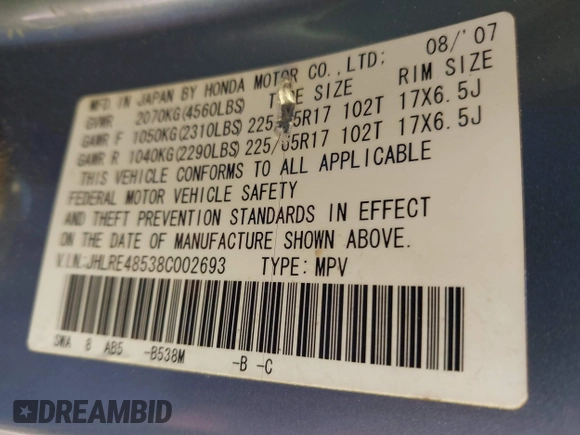 MFD. IN JAPAN BY HONDA MOTOR CO., LTD; 08/'07
GVWR 2070KG(4560LBS) SIZE RIM SIZE
GAWR F 1050KG(2310LBS) 225 5R17 102T 17X6.5J
GAWR R 1040KG(2290LBS) 225/65R17 102T 17X6.5J
THIS VEHICLE CONFORMS TO ALL APPLICABLE
FEDERAL MOTOR VEHICLE SAFETY
AND THEFT PREVENTION STANDARDS IN EFFECT
ON THE DATE OF MANUFACTURE SHOWN ABOVE.
V.I.N.:JHLRE48538C002693 TYPE: MPV
SWA 8 AB5 -B538M -B -C
DREAMBID